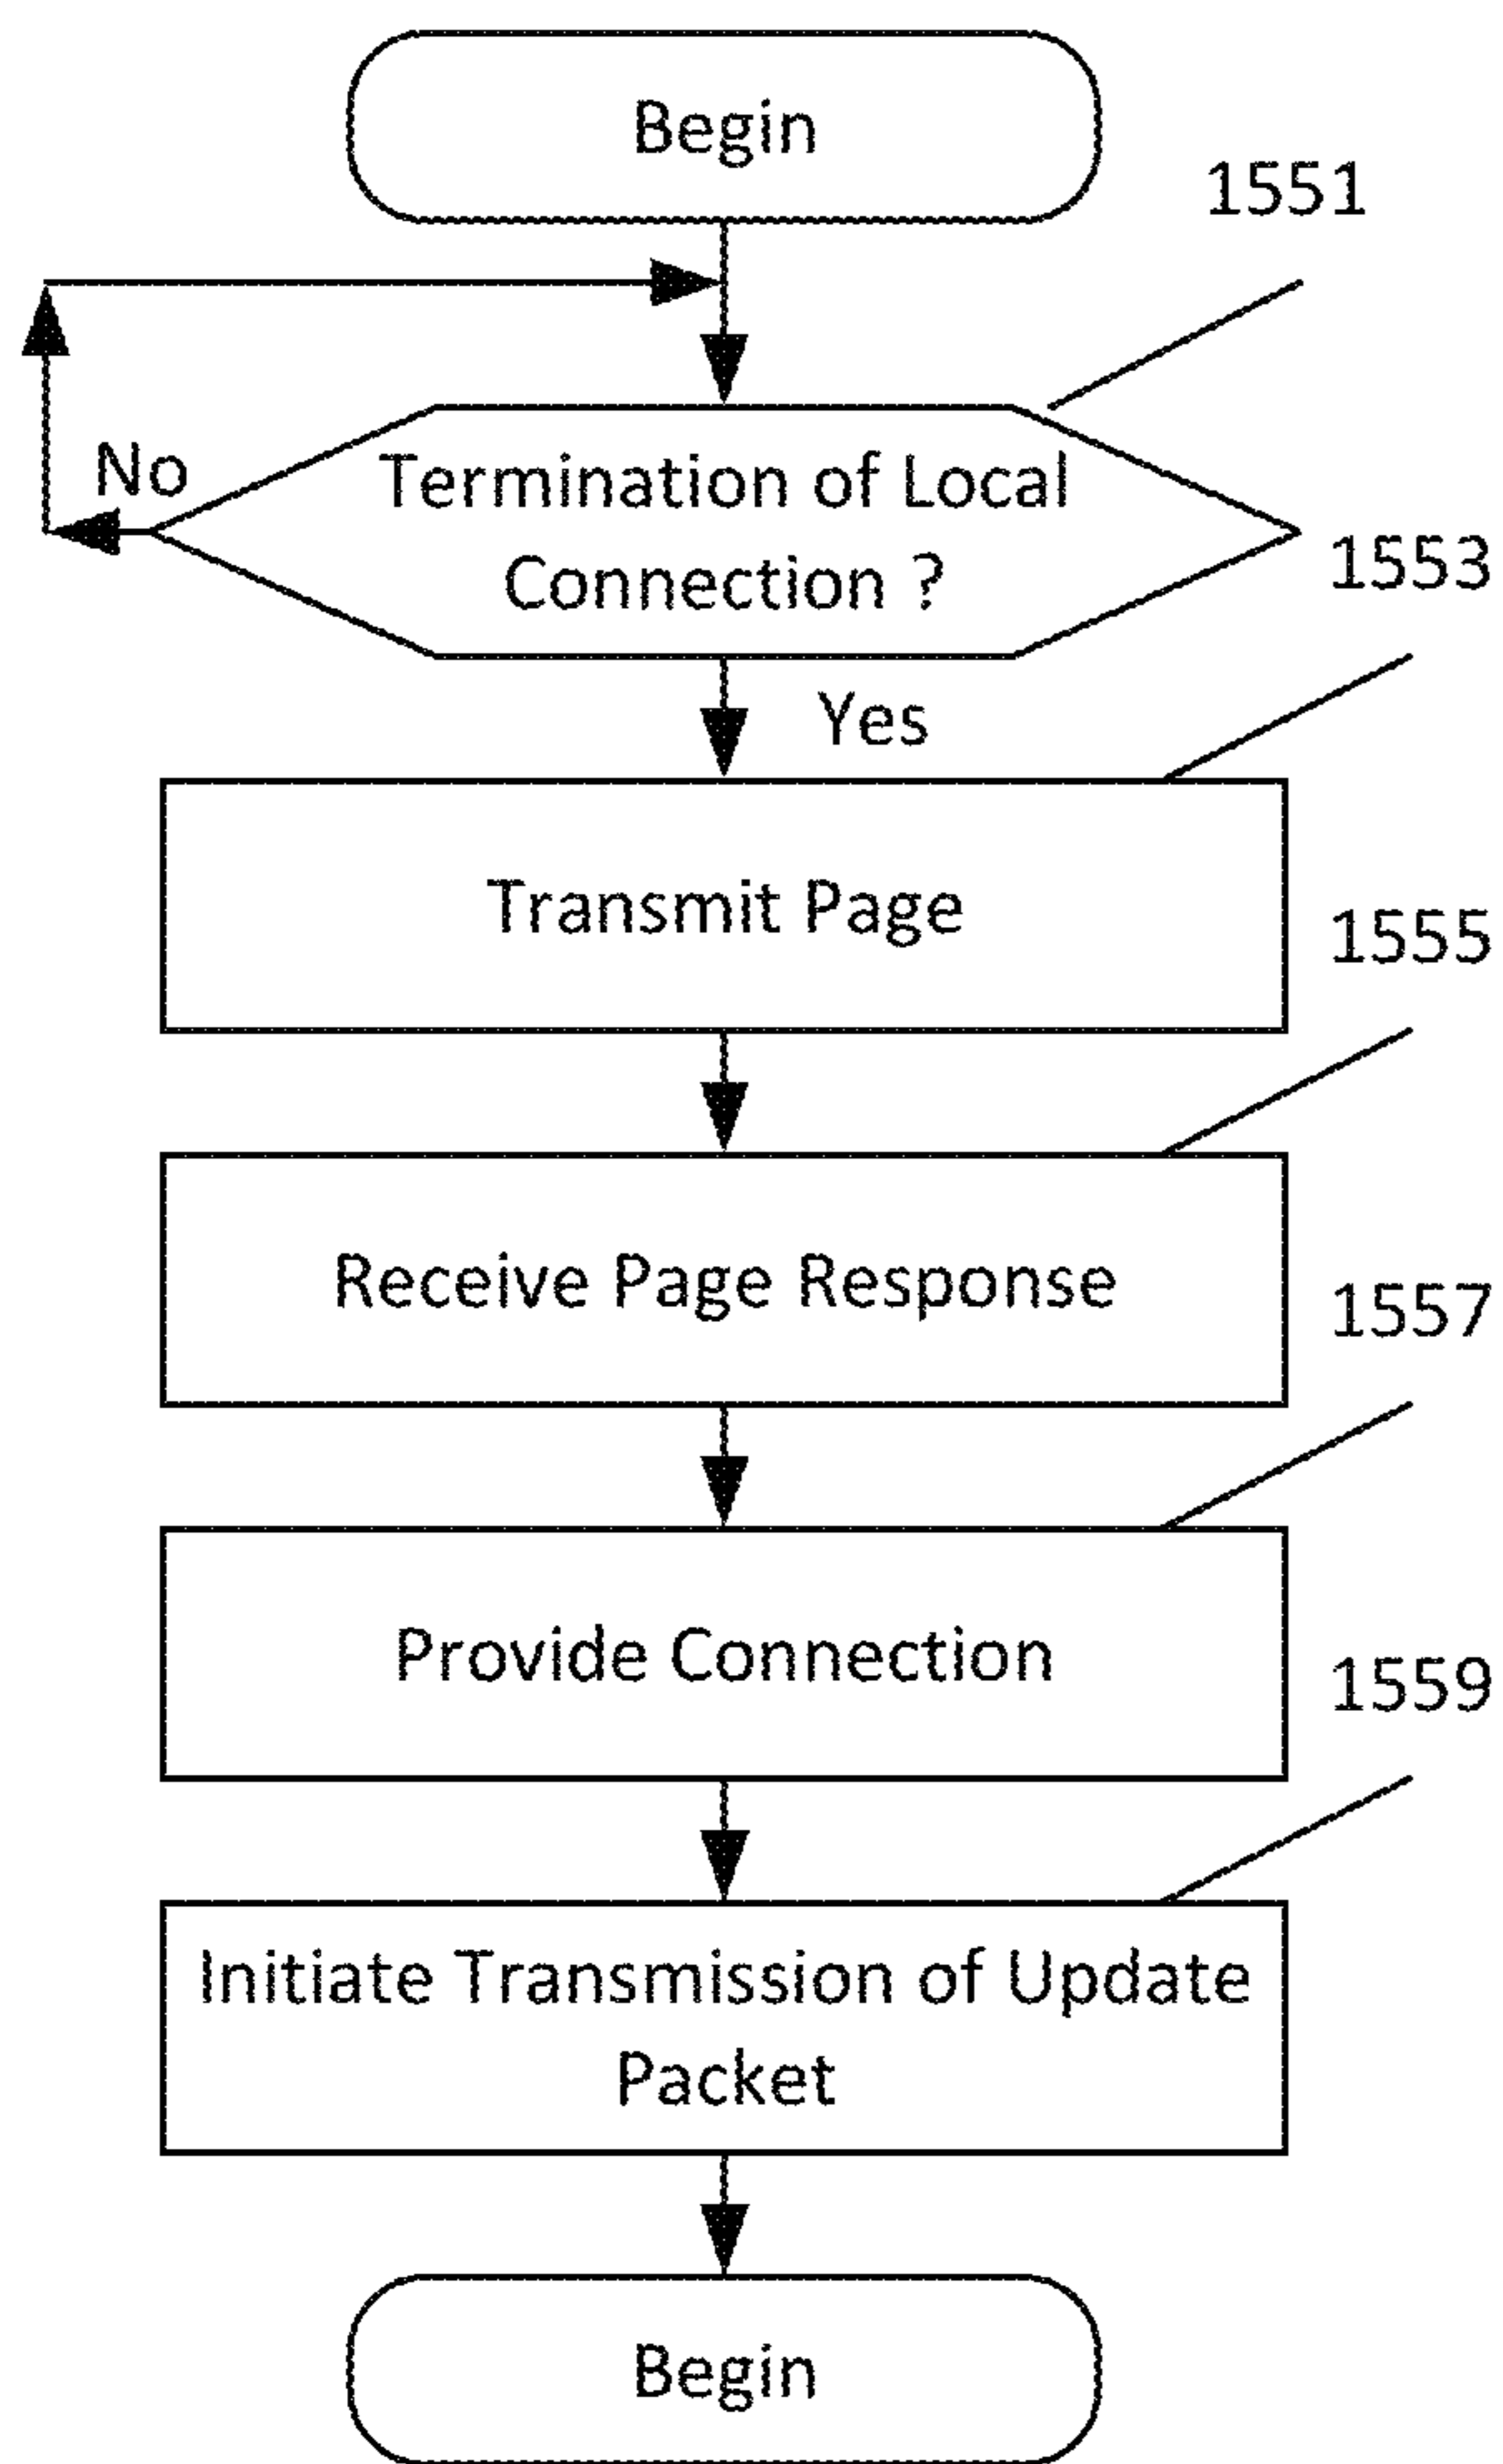 Begin
1551
No
Termination of Local
Connection ?
1553
Yes
Transmit Page
1555
Receive Page Response
1557
Provide Connection
1559
Initiate Transmission of Update
Packet
Begin